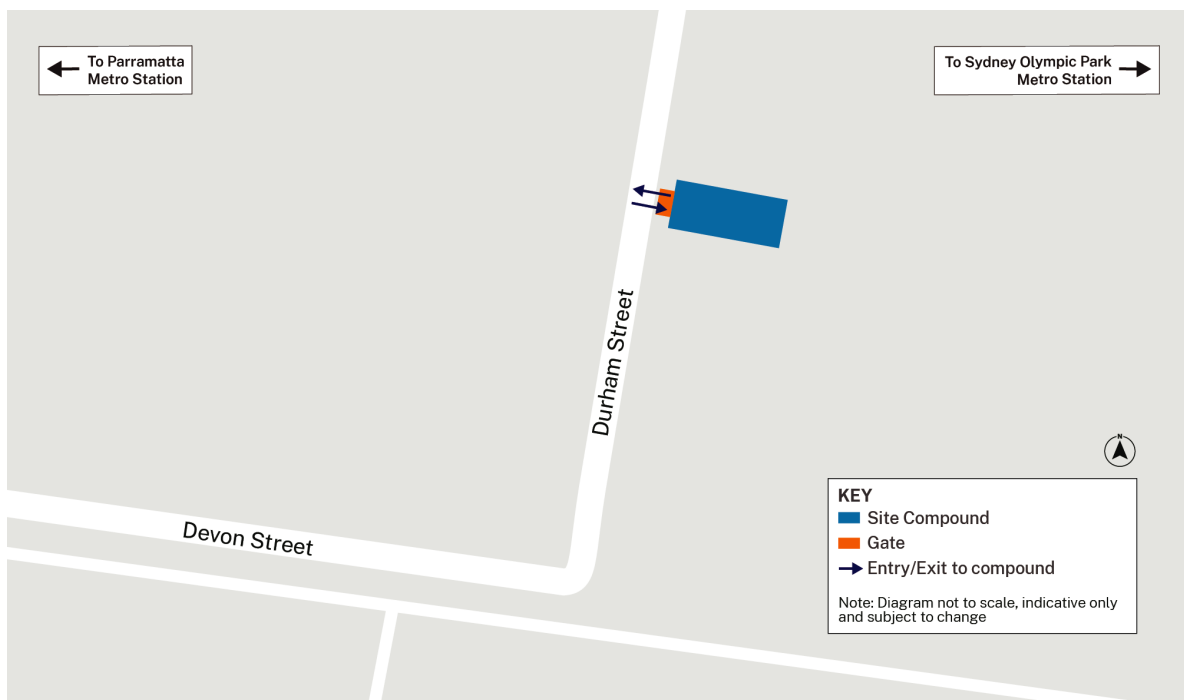 To Parramatta
Metro Station
To Sydney Olympic Park
Metro Station
Durham Street
Devon Street
N
KEY
Site Compound
Gate
Entry/Exit to compound
Note: Diagram not to scale, indicative only
and subject to change